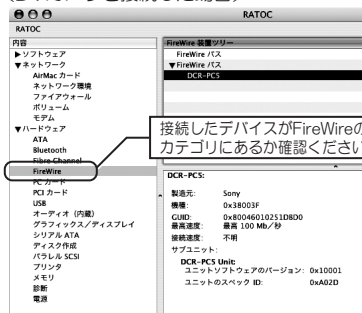 RATOC
RATOC
内容
▶ソフトウェア
▼ネットワーク
AirMac カード
ネットワーク環境
ファイアウォール
ボリューム
モデム
▼ハードウェア
ATA
Bluetooth
Fibre Channel
FireWire
PC カード
PCI カード
USB
オーディオ（内蔵）
グラフィックス／ディスプレイ
シリアル ATA
ディスク作成
パラレル SCSI
プリンタ
メモリ
診断
電源
FireWire 装置ツリー
FireWire バス
▼FireWire バス
DCR-PC5
接続したデバイスがFireWireの
カテゴリにあるか確認ください
DCR-PC5:
製造元: Sony
機種: 0x38003F
GUID: 0x80046010251D8D0
最高速度: 最高 100 Mb／秒
接続速度: 不明
サブユニット:
DCR-PC5 Unit:
ユニットソフトウェアのバージョン: 0x10001
ユニットのスペック ID: 0xA02D